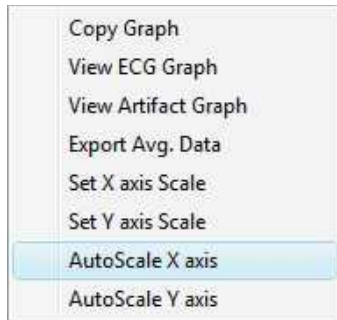 Copy Graph
View ECG Graph
View Artifact Graph
Export Avg. Data
Set X axis Scale
Set Y axis Scale
AutoScale X axis
AutoScale Y axis